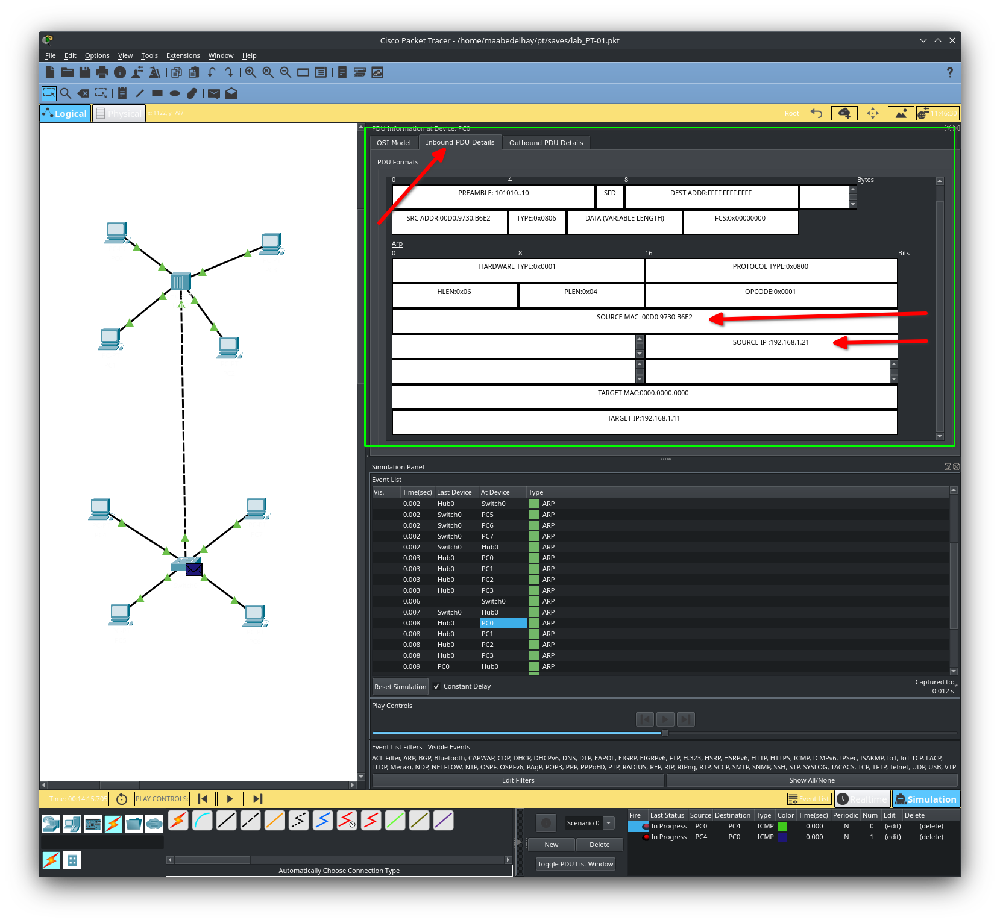 Cisco Packet Tracer - /home/maabedelhay/pt/saves/lab_PT-01.pkt
File Edit Options View Tools Extensions Window Help
Logical Physical x: 1122, y: 797 Root 11:46:30
PDU Information at Device: PC0
OSI Model Inbound PDU Details Outbound PDU Details
PDU Formats
0 4 8 Bytes
PREAMBLE: 101010..10 SFD DEST ADDR:FFFF.FFFF.FFFF
SRC ADDR:00D0.9730.B6E2 TYPE:0x0806 DATA (VARIABLE LENGTH) FCS:0x00000000
Arp
0 8 16 Bits
HARDWARE TYPE:0x0001 PROTOCOL TYPE:0x0800
HLEN:0x06 PLEN:0x04 OPCODE:0x0001
SOURCE MAC :00D0.9730.B6E2
SOURCE IP :192.168.1.21
TARGET MAC:0000.0000.0000
TARGET IP:192.168.1.11
Simulation Panel
Event List
Vis. Time(sec) Last Device At Device Type
0.002 Hub0 Switch0 ARP
0.002 Switch0 PC5 ARP
0.002 Switch0 PC6 ARP
0.002 Switch0 PC7 ARP
0.002 Switch0 Hub0 ARP
0.003 Hub0 PC0 ARP
0.003 Hub0 PC1 ARP
0.003 Hub0 PC2 ARP
0.003 Hub0 PC3 ARP
0.006 -- Switch0 ARP
0.007 Switch0 Hub0 ARP
0.008 Hub0 PC0 ARP
0.008 Hub0 PC1 ARP
0.008 Hub0 PC2 ARP
0.008 Hub0 PC3 ARP
0.009 PC0 Hub0 ARP
Reset Simulation Constant Delay Captured to: *
0.012 s
Play Controls
Event List Filters - Visible Events
ACL Filter, ARP, BGP, Bluetooth, CAPWAP, CDP, DHCP, DHCPv6, DNS, DTP, EAPOL, EIGRP, EIGRPv6, FTP, H.323, HSRP, HSRPv6, HTTP, HTTPS, ICMP, ICMPv6, IPSec, ISAKMP, IoT, IoT TCP, LACP,
LLDP, Meraki, NDP, NETFLOW, NTP, OSPF, OSPFv6, PAgP, POP3, PPP, PPPoED, PTP, RADIUS, REP, RIP, RIPng, RTP, SCCP, SMTP, SNMP, SSH, STP, SYSLOG, TACACS, TCP, TFTP, Telnet, UDP, USB, VTP
Edit Filters Show All/None
Time: 00:14:15.705 PLAY CONTROLS: Event List Realtime Simulation
Scenario 0
New Delete
Toggle PDU List Window
Automatically Choose Connection Type
Fire Last Status Source Destination Type Color Time(sec) Periodic Num Edit Delete
In Progress PC0 PC4 ICMP 0.000 N 0 (edit) (delete)
In Progress PC4 PC0 ICMP 0.000 N 1 (edit) (delete)